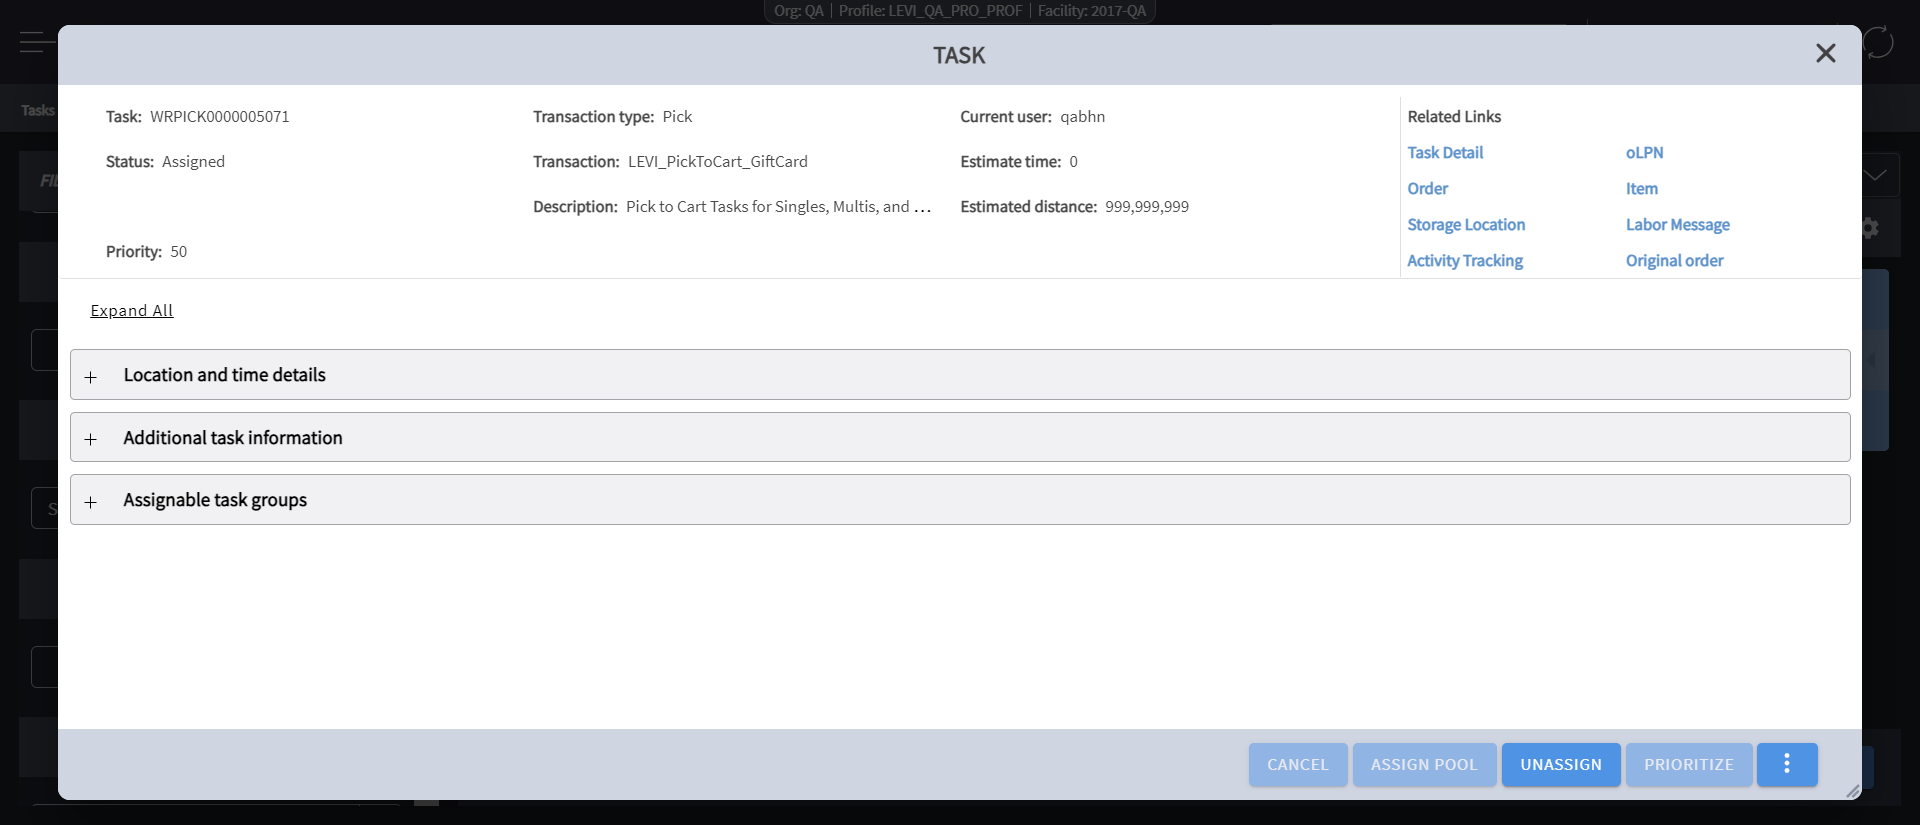 Org: QA | Profile: LEVI_QA_PRO_PROF | Facility: 2017-QA
TASK
Tasks
Task: WRPICK0000005071
Transaction type: Pick
Current user: qabhn
Related Links
Status: Assigned
Transaction: LEVI_PickToCart_GiftCard
Estimate time: 0
Task Detail
oLPN
Order
Item
Description: Pick to Cart Tasks for Singles, Multis, and ...
Estimated distance: 999,999,999
Storage Location
Labor Message
Priority: 50
Activity Tracking
Original order
Expand All
+ Location and time details
+ Additional task information
+ Assignable task groups
CANCEL
ASSIGN POOL
UNASSIGN
PRIORITIZE